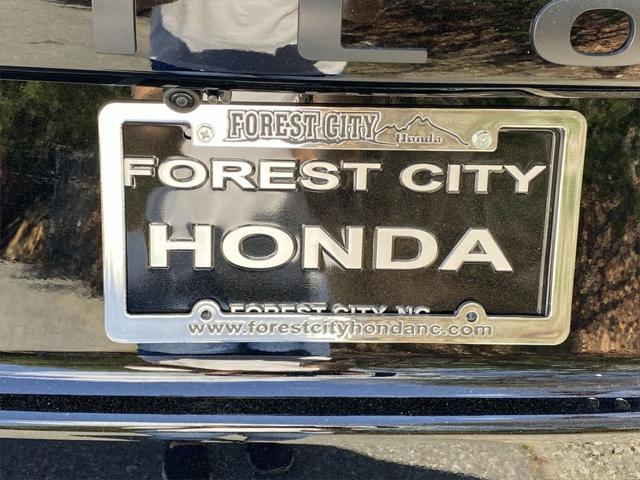 FOREST CITY
Honda
FOREST CITY
HONDA
FOREST CITY, NC
www.forestcityhondanc.com